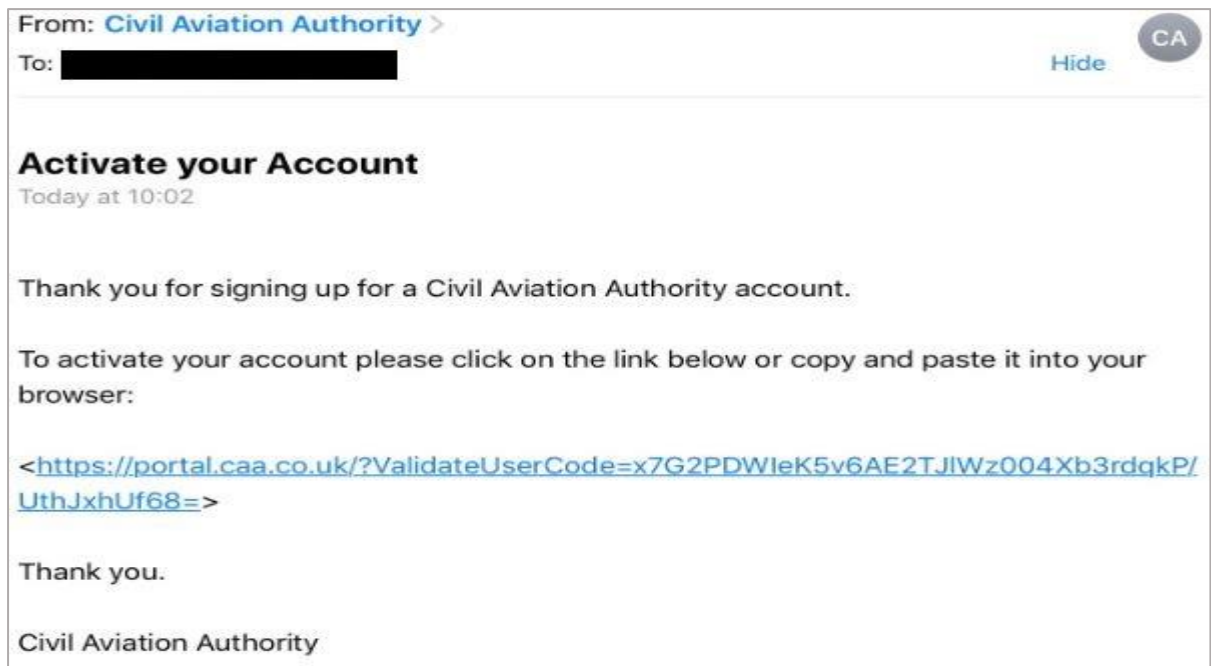 From: Civil Aviation Authority >
CA
To:
Hide
Activate your Account
Today at 10:02
Thank you for signing up for a Civil Aviation Authority account.
To activate your account please click on the link below or copy and paste it into your
browser:
<https://portal.caa.co.uk/?ValidateUserCode=x7G2PDWIeK5v6AE2TJlWz004Xb3rdqkP/
UthJxhUf68=>
Thank you.
Civil Aviation Authority